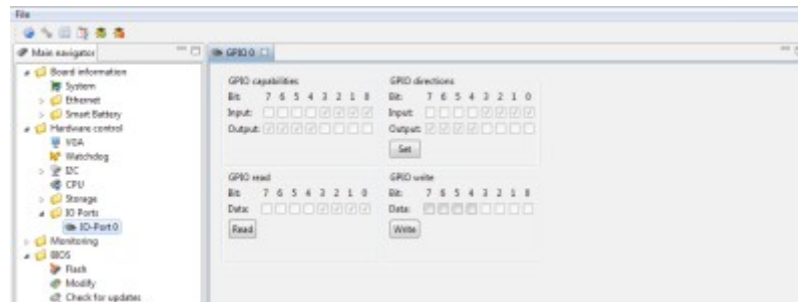 File
Main navigator
Board information
System
Ethernet
Smart Battery
Hardware control
VGA
Watchdog
I2C
CPU
Storage
IO Ports
IO-Port 0
Monitoring
BIOS
Flash
Modify
Check for updates
GPIO 0
GPIO capabilities
Bit: 7 6 5 4 3 2 1 0
Input:
Output:
GPIO directions
Bit: 7 6 5 4 3 2 1 0
Input:
Output:
Set
GPIO read
Bit: 7 6 5 4 3 2 1 0
Data:
Read
GPIO write
Bit: 7 6 5 4 3 2 1 0
Data:
Write